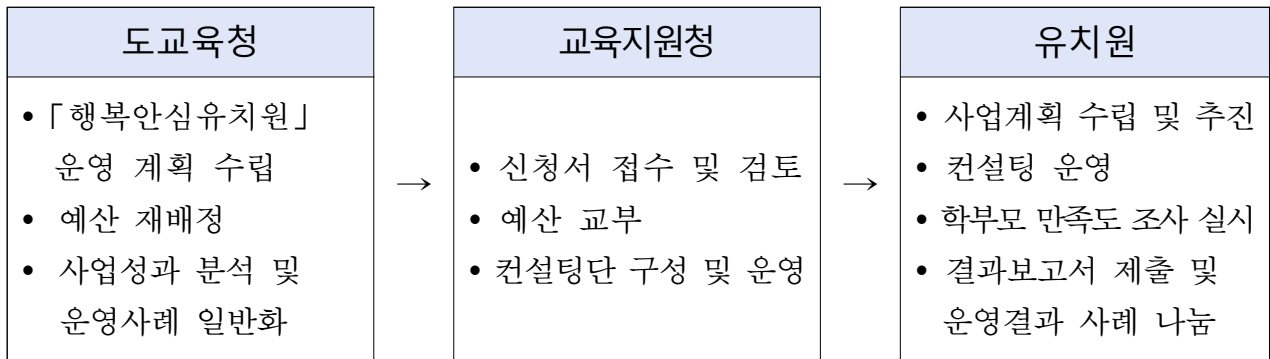 도교육청
•「행복안심유치원」
운영 계획 수립
• 예산 재배정
• 사업성과 분석 및
운영사례 일반화
→
교육지원청
• 신청서 접수 및 검토
• 예산 교부
• 컨설팅단 구성 및 운영
→
유치원
• 사업계획 수립 및 추진
• 컨설팅 운영
• 학부모 만족도 조사 실시
• 결과보고서 제출 및
운영결과 사례 나눔